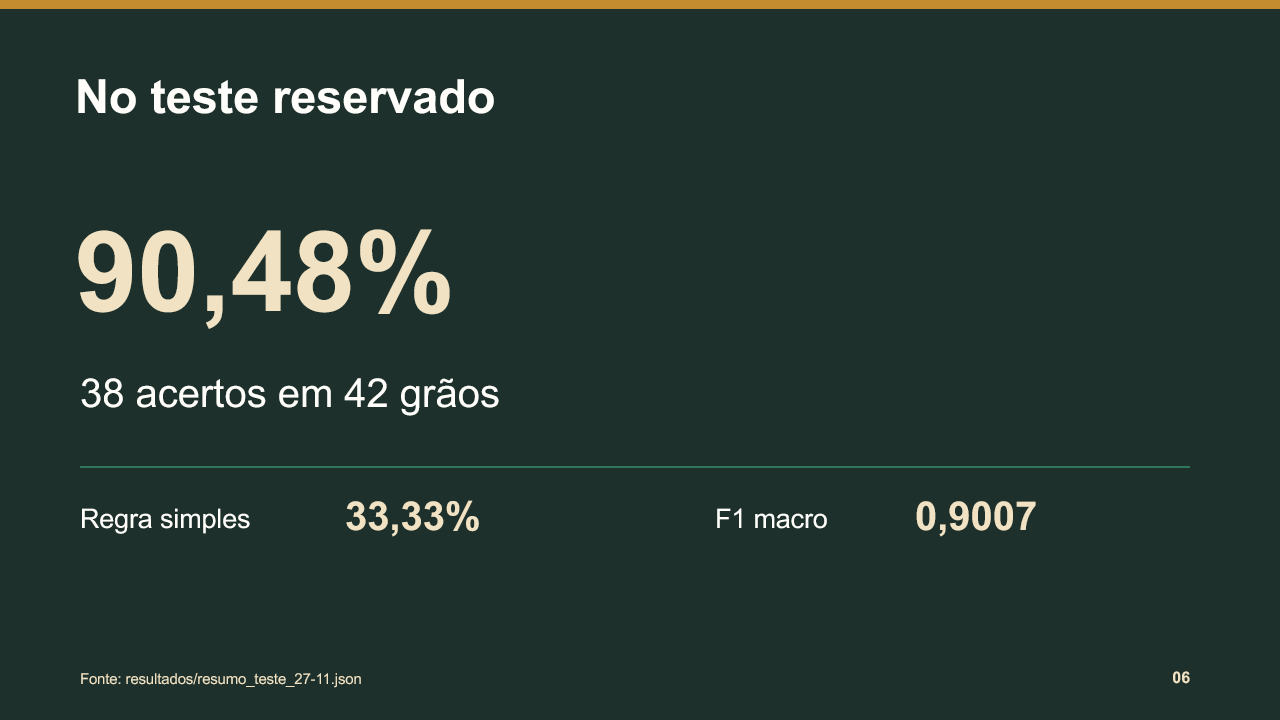 No teste reservado
90,48%
38 acertos em 42 grãos
Regra simples 33,33% F1 macro 0,9007
Fonte: resultados/resumo_teste_27-11.json
06